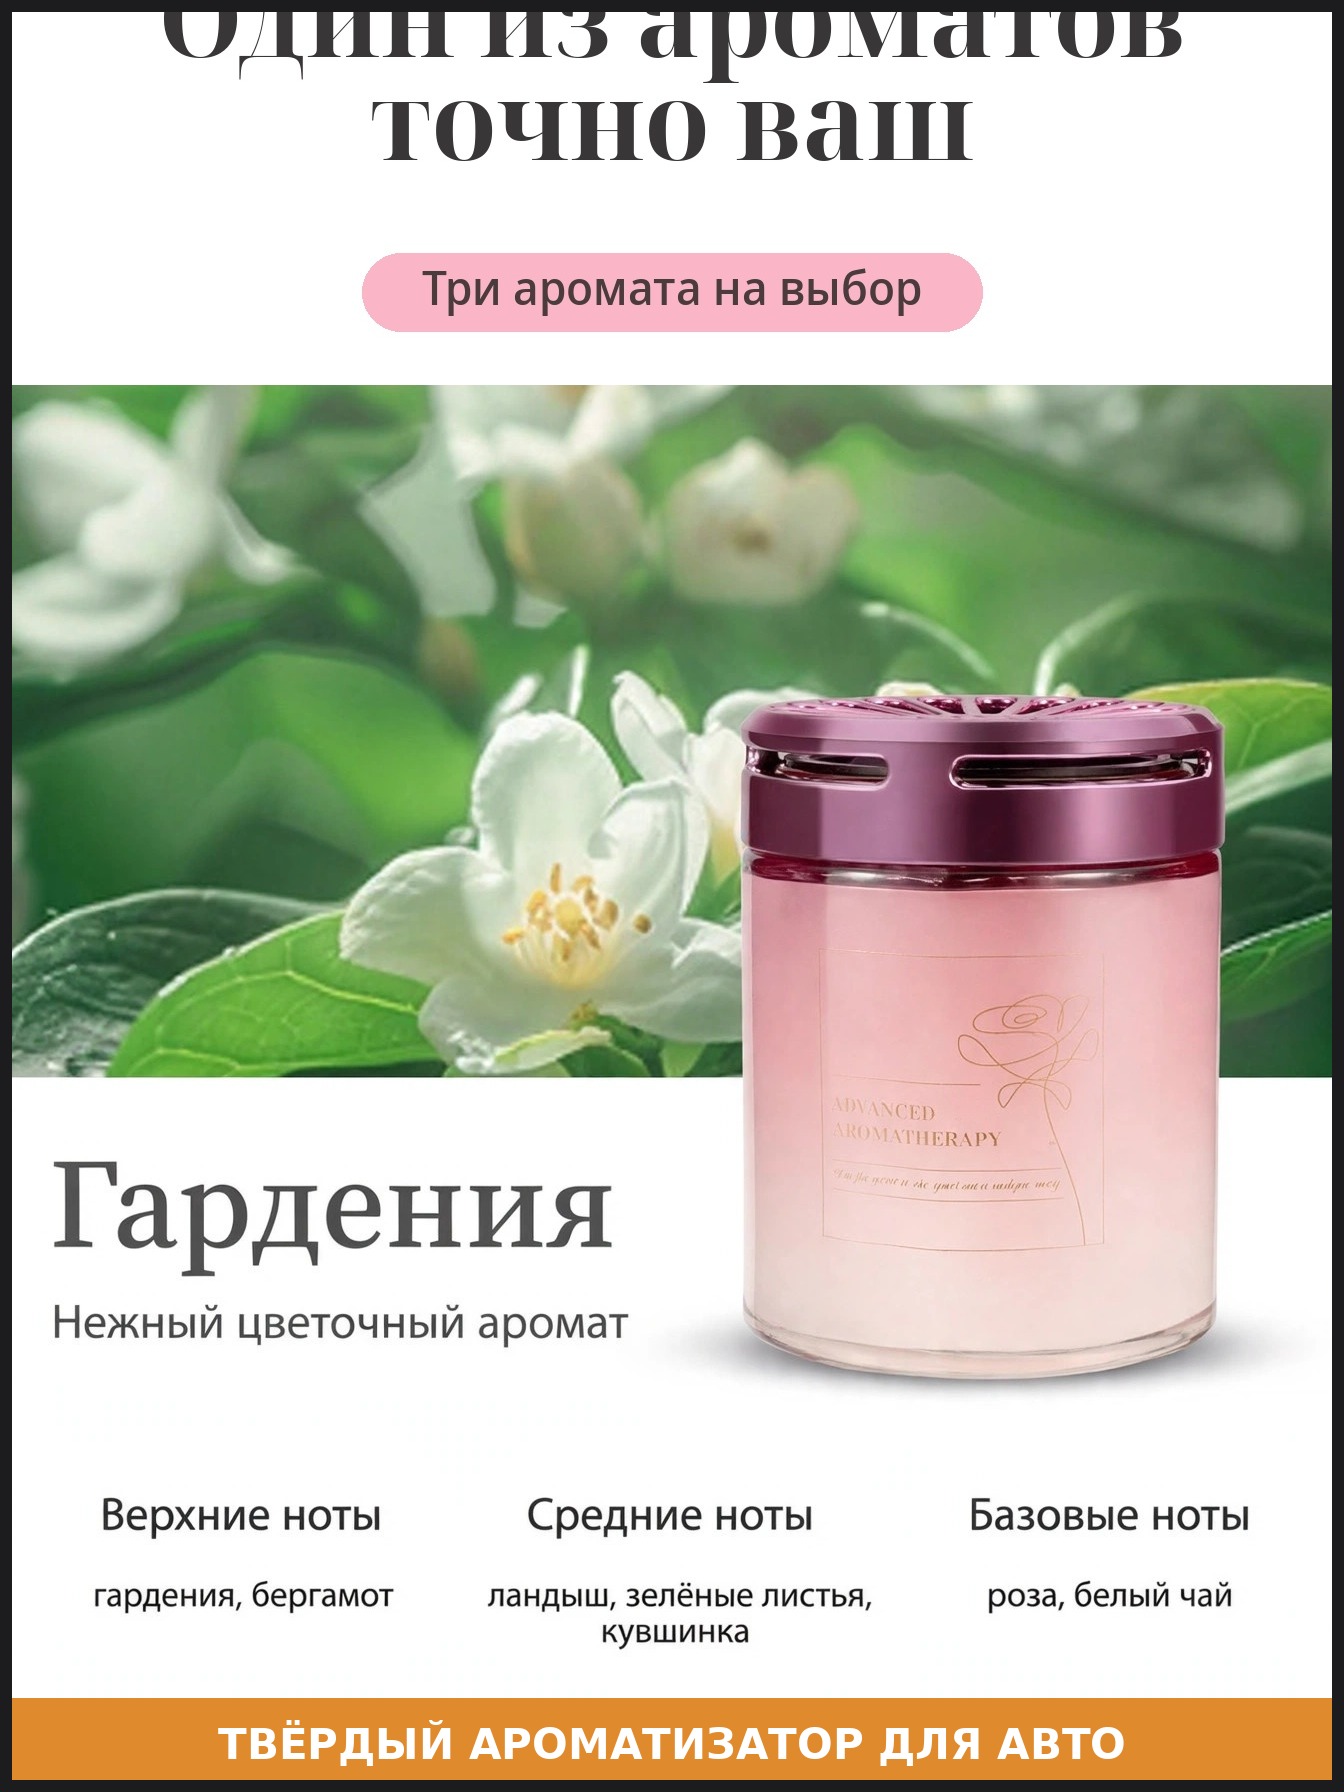 Один из ароматов
точно ваш
Три аромата на выбор
ADVANCED
AROMATHERAPY
Гардения
Нежный цветочный аромат
Верхние ноты
гардения, бергамот
Средние ноты
ландыш, зелёные листья,
кувшинка
Базовые ноты
роза, белый чай
ТВЁРДЫЙ АРОМАТИЗАТОР ДЛЯ АВТО